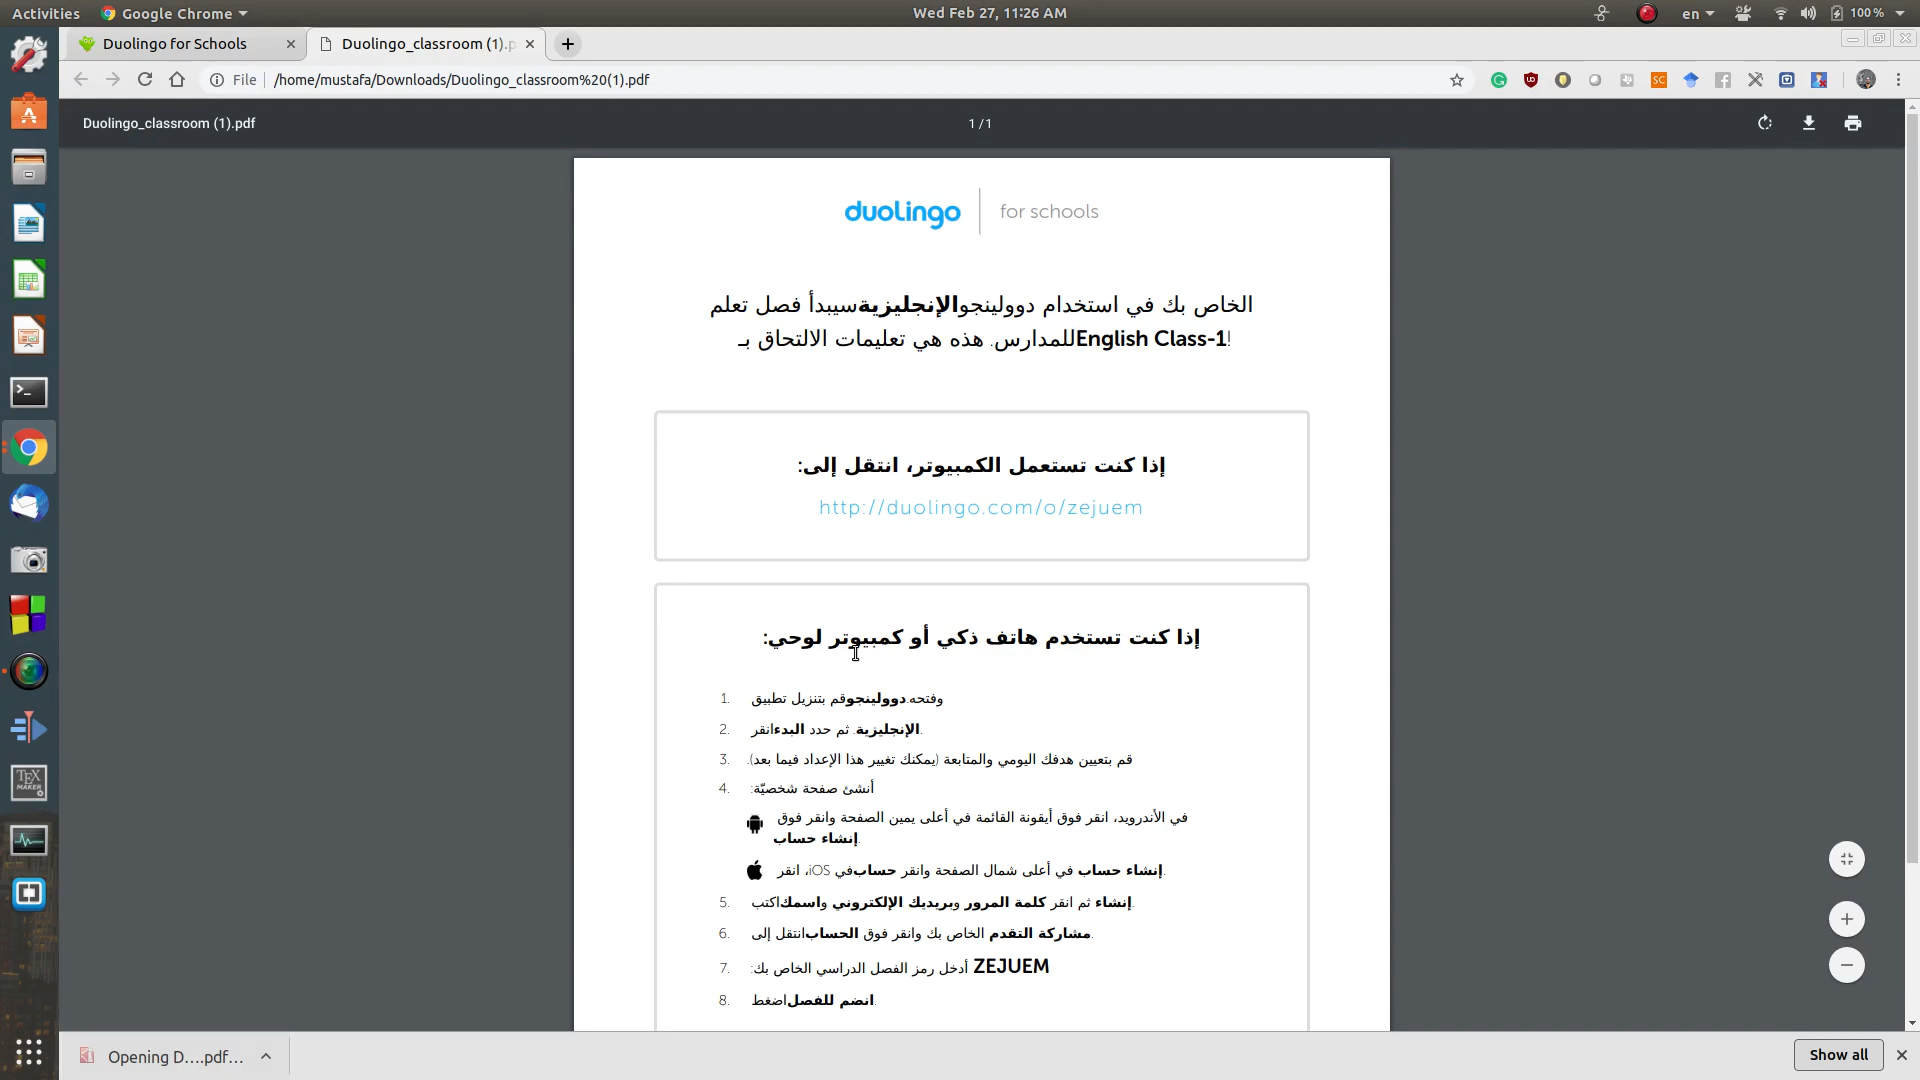 Activities
Google Chrome
Wed Feb 27, 11:26 AM
en
100 %
Duolingo for Schools
Duolingo_classroom (1).p
File
/home/mustafa/Downloads/Duolingo_classroom%20(1).pdf
Duolingo_classroom (1).pdf
1 / 1
duolingo
for schools
الخاص بك في استخدام دوولينجوالإنجليزيةسيبدأ فصل تعلم
!English Class-1للمدارس. هذه هي تعليمات الالتحاق بـ
إذا كنت تستعمل الكمبيوتر، انتقل إلى:
http://duolingo.com/o/zejuem
إذا كنت تستخدم هاتف ذكي أو كمبيوتر لوحي:
1. وفتحه.دوولينجوقم بتنزيل تطبيق
2. .الإنجليزية. ثم حدد البدءانقر
3. قم بتعيين هدفك اليومي والمتابعة (يمكنك تغيير هذا الإعداد فيما بعد).
4. أنشئ صفحة شخصيّة:
في الأندرويد، انقر فوق أيقونة القائمة في أعلى يمين الصفحة وانقر فوق
.إنشاء حساب
.إنشاء حساب في أعلى شمال الصفحة وانقر حسابفي iOS، انقر
5. .إنشاء ثم انقر كلمة المرور وبريديك الإلكتروني واسمكاكتب
6. .مشاركة التقدم الخاص بك وانقر فوق الحسابانتقل إلى
7. أدخل رمز الفصل الدراسي الخاص بك: ZEJUEM
8. .انضم للفصلاضغط
Opening D....pdf...
Show all